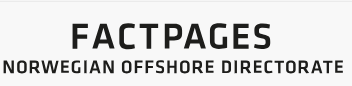 FACTPAGES
NORWEGIAN OFFSHORE DIRECTORATE